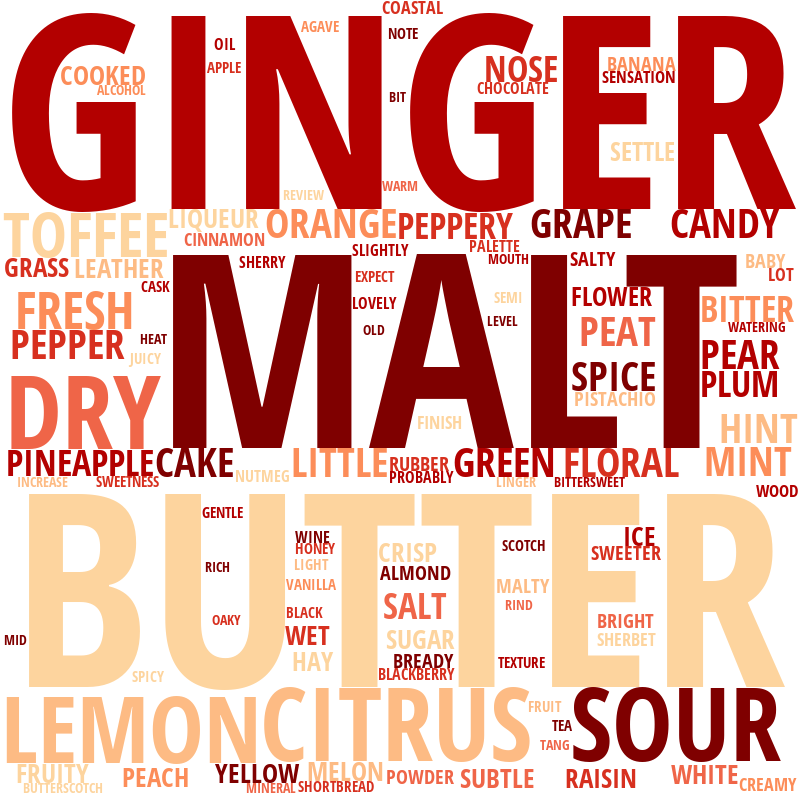 COASTAL
GINGER
AGAVE
NOTE
OIL
APPLE
COOKED
ALCOHOL
NOSE
CHOCOLATE
BANANA
SENSATION
BIT
SETTLE
WARM
REVIEW
TOFFEE
LIQUEUR
CINNAMON
ORANGE
PEPPERY
GRAPE
CANDY
GRASS
LEATHER
SHERRY
SLIGHTLY
PALETTE
MOUTH
SALTY
BABY
LOT
MALT
CASK
EXPECT
LOVELY
OLD
SEMI
LEVEL
FLOWER
FRESH
PEPPER
HEAT
JUICY
PEAT
BITTER
WATERING
PEAR
PLUM
SPICE
PISTACHIO
DRY
FINISH
HINT
MINT
PINEAPPLE
CAKE
NUTMEG
LITTLE
RUBBER
PROBABLY
GREEN
FLORAL
INCREASE
SWEETNESS
LINGER
BITTERSWEET
WOOD
BUTTER
GENTLE
WINE
HONEY
LIGHT
CRISP
SCOTCH
ICE
SWEETER
RICH
VANILLA
ALMOND
MALTY
OAKY
BLACK
SALT
RIND
BRIGHT
SHERBET
MID
WET
SUGAR
HAY
BREADY
BLACKBERRY
TEXTURE
SPICY
LEMON
CITRUS
FRUIT
TEA
TANG
SOUR
FRUITY
BUTTERSCOTCH
PEACH
YELLOW
MINERAL
MELON
SHORTBREAD
POWDER
SUBTLE
RAISIN
WHITE
CREAMY